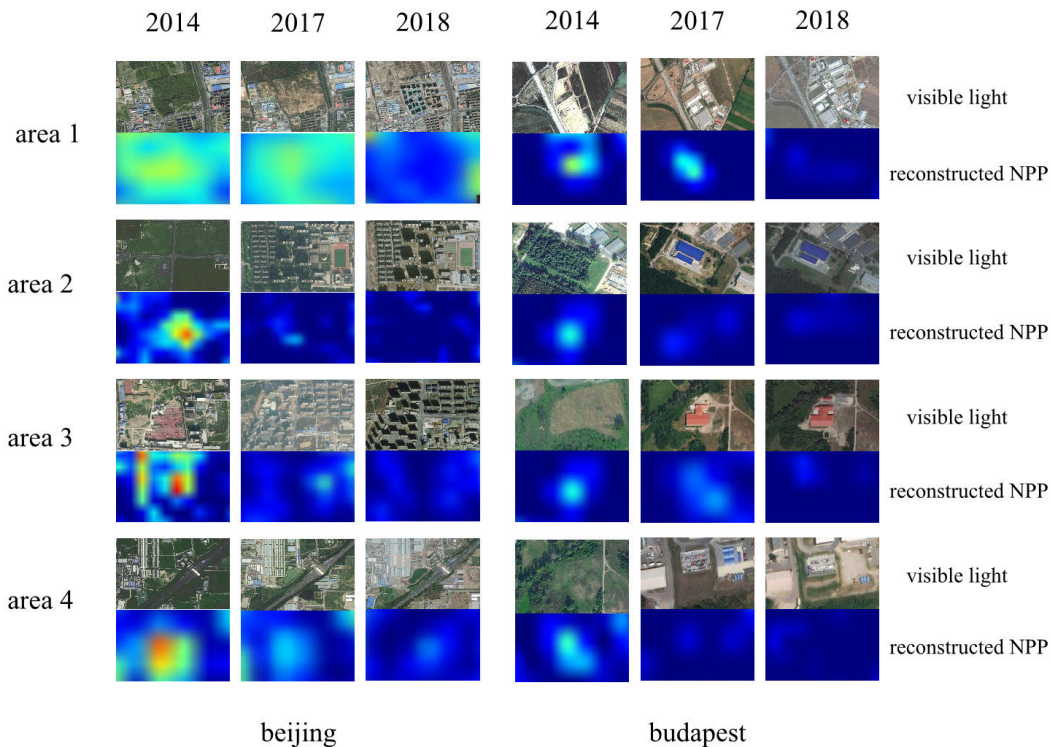 2014 2017 2018 2014 2017 2018
visible light
area 1
reconstructed NPP
visible light
area 2
reconstructed NPP
visible light
area 3
reconstructed NPP
visible light
area 4
reconstructed NPP
beijing budapest